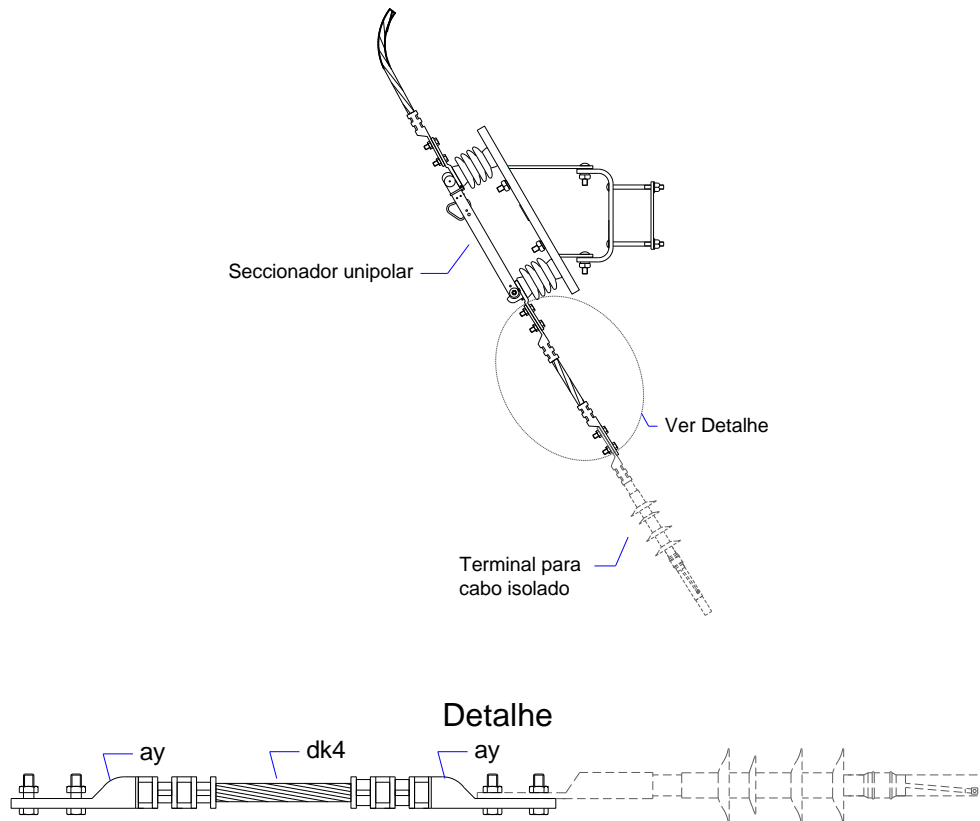 Seccionador unipolar
Ver Detalhe
Terminal para
cabo isolado
Detalhe
ay
dk4
ay